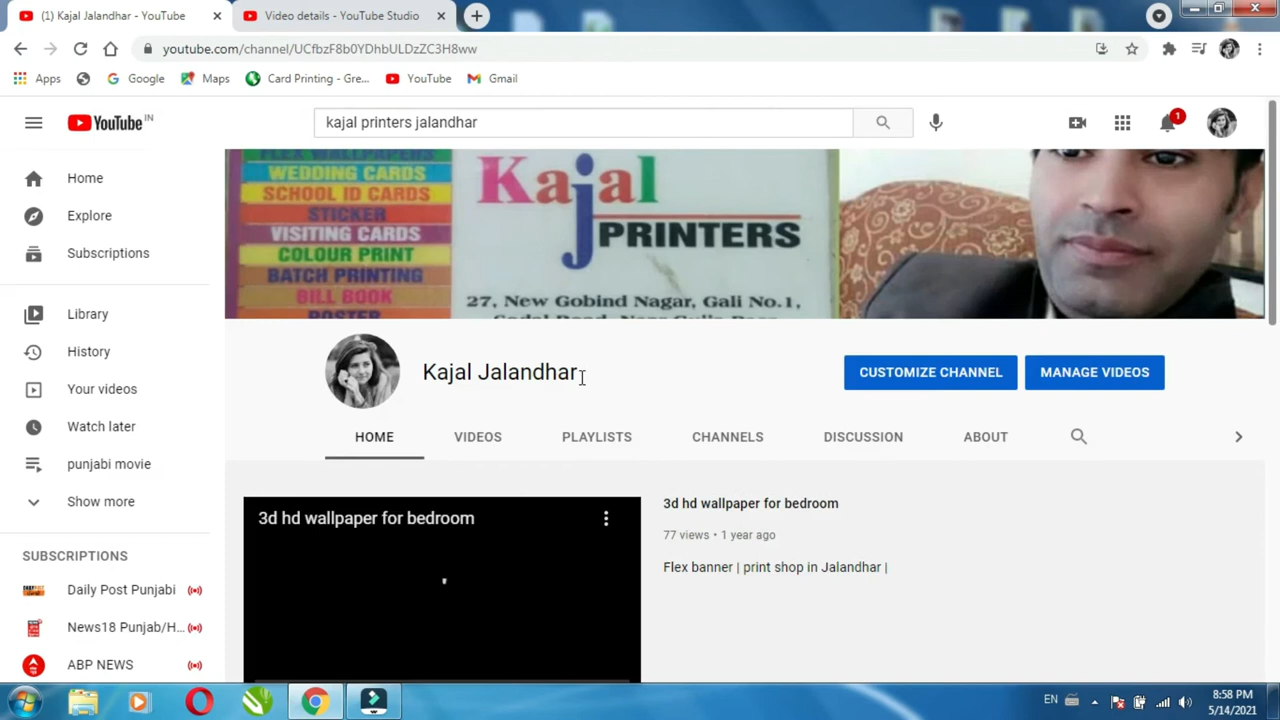 (1) Kajal Jalandhar - YouTube
Video details - YouTube Studio
youtube.com/channel/UCfbzF8b0YDhbULDzZC3H8ww
Apps
Google
Maps
Card Printing - Gre...
YouTube
Gmail
YouTube IN
kajal printers jalandhar
1
Home
Explore
Subscriptions
Library
History
Your videos
Watch later
punjabi movie
Show more
SUBSCRIPTIONS
Daily Post Punjabi
News18 Punjab/H...
ABP NEWS
FLEX WALLPAPERS
WEDDING CARDS
SCHOOL ID CARDS
STICKER
VISITING CARDS
COLOUR PRINT
BATCH PRINTING
BILL BOOK
POSTER
Kajal
PRINTERS
27, New Gobind Nagar, Gali No.1,
Kajal Jalandhar
CUSTOMIZE CHANNEL
MANAGE VIDEOS
HOME
VIDEOS
PLAYLISTS
CHANNELS
DISCUSSION
ABOUT
3d hd wallpaper for bedroom
3d hd wallpaper for bedroom
77 views • 1 year ago
Flex banner | print shop in Jalandhar |
EN
8:58 PM
5/14/2021